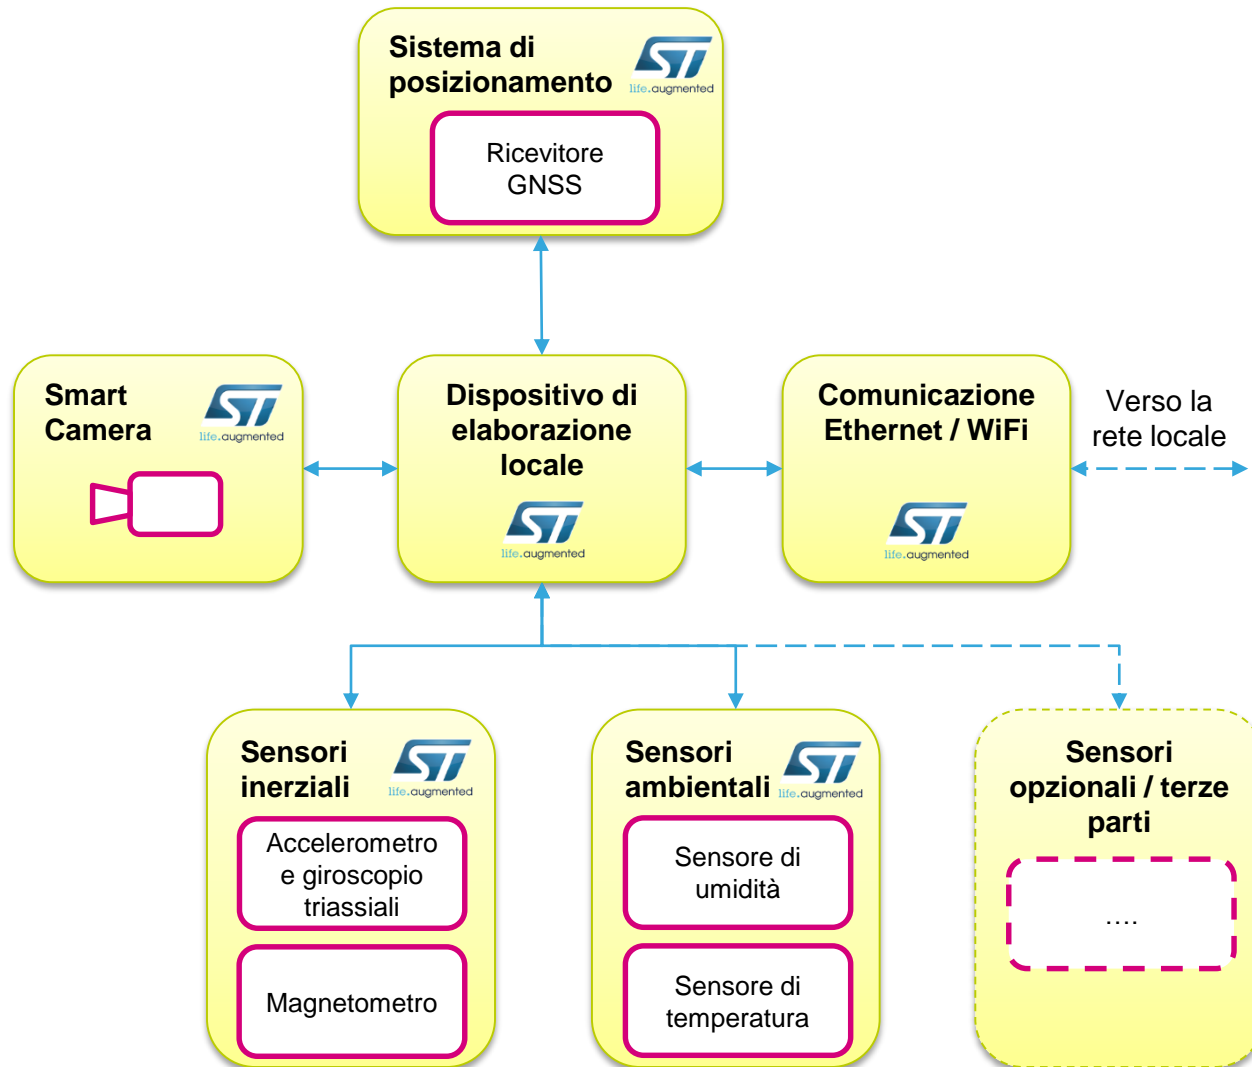 Sistema di
posizionamento
life.augmented
Ricevitore
GNSS
Smart
Camera
life.augmented
Dispositivo di
elaborazione
locale
life.augmented
Comunicazione
Ethernet / WiFi
life.augmented
Verso la
rete locale
Sensori
inerziali
life.augmented
Accelerometro
e giroscopio
triassiali
Magnetometro
Sensori
ambientali
life.augmented
Sensore di
umidità
Sensore di
temperatura
Sensori
opzionali / terze
parti
....